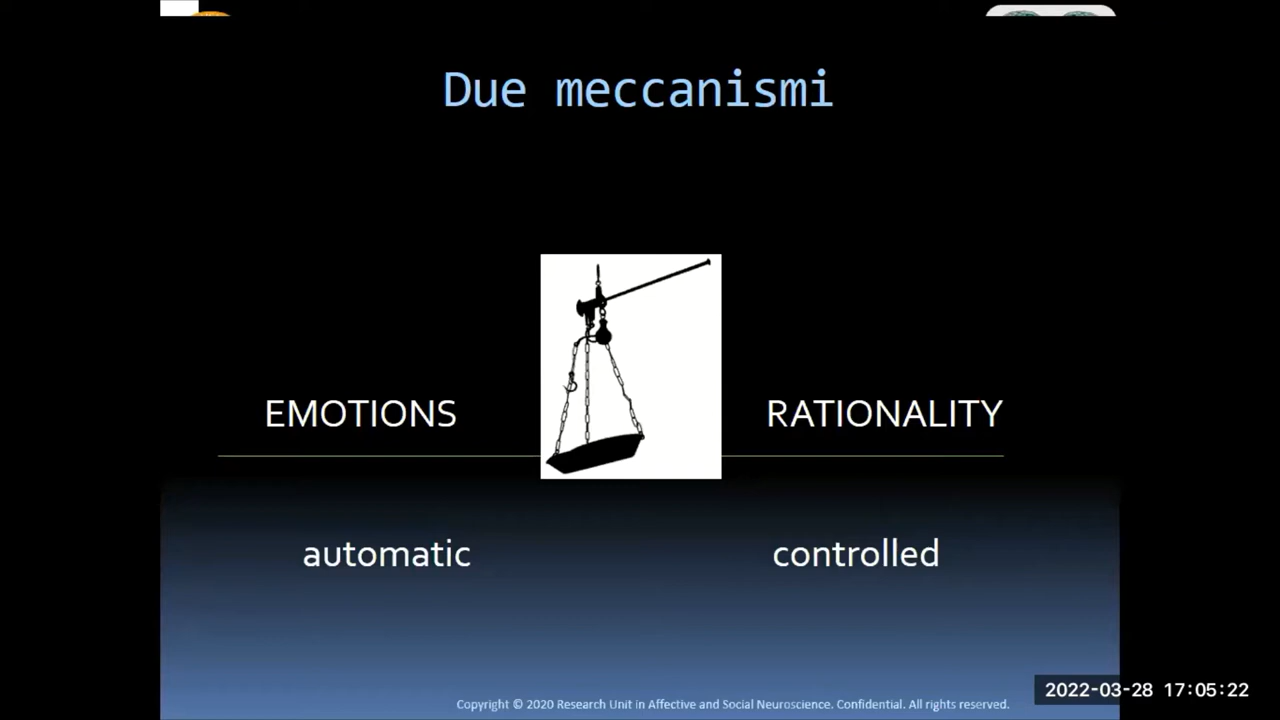 Due meccanismi
EMOTIONS
RATIONALITY
automatic
controlled
Copyright © 2020 Research Unit in Affective and Social Neuroscience. Confidential. All rights reserved.
2022-03-28 17:05:22